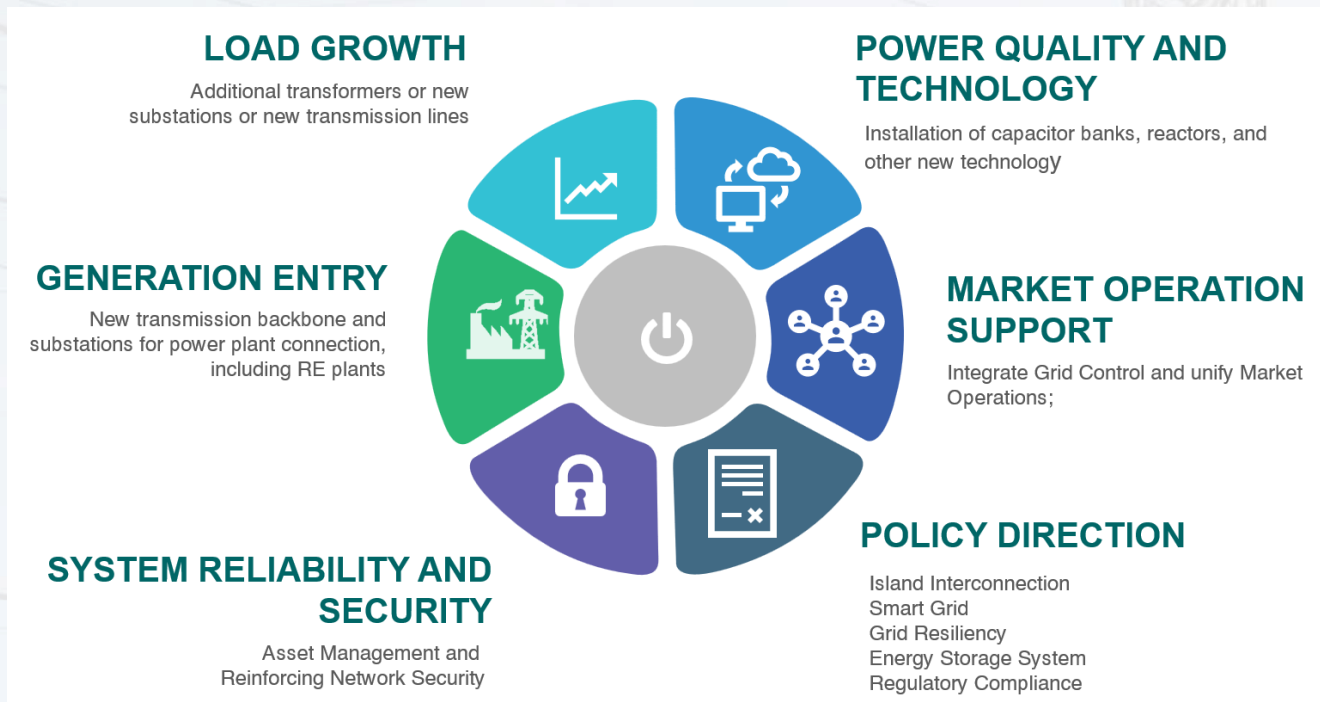 LOAD GROWTH
Additional transformers or new
substations or new transmission lines
POWER QUALITY AND
TECHNOLOGY
Installation of capacitor banks, reactors, and
other new technology
GENERATION ENTRY
New transmission backbone and
substations for power plant connection,
including RE plants
MARKET OPERATION
SUPPORT
Integrate Grid Control and unify Market
Operations;
SYSTEM RELIABILITY AND
SECURITY
Asset Management and
Reinforcing Network Security
POLICY DIRECTION
Island Interconnection
Smart Grid
Grid Resiliency
Energy Storage System
Regulatory Compliance